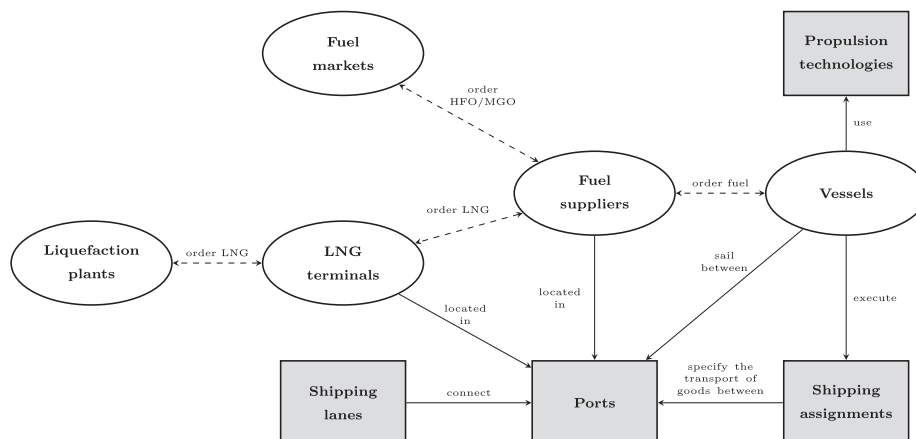 Fuel
markets
Propulsion
technologies
order
HFO/MGO
use
Fuel
suppliers
order fuel
Vessels
order LNG
Liquefaction
plants
order LNG
LNG
terminals
sail
between
located
in
located
in
execute
specify the
transport of
goods between
Shipping
lanes
connect
Ports
Shipping
assignments